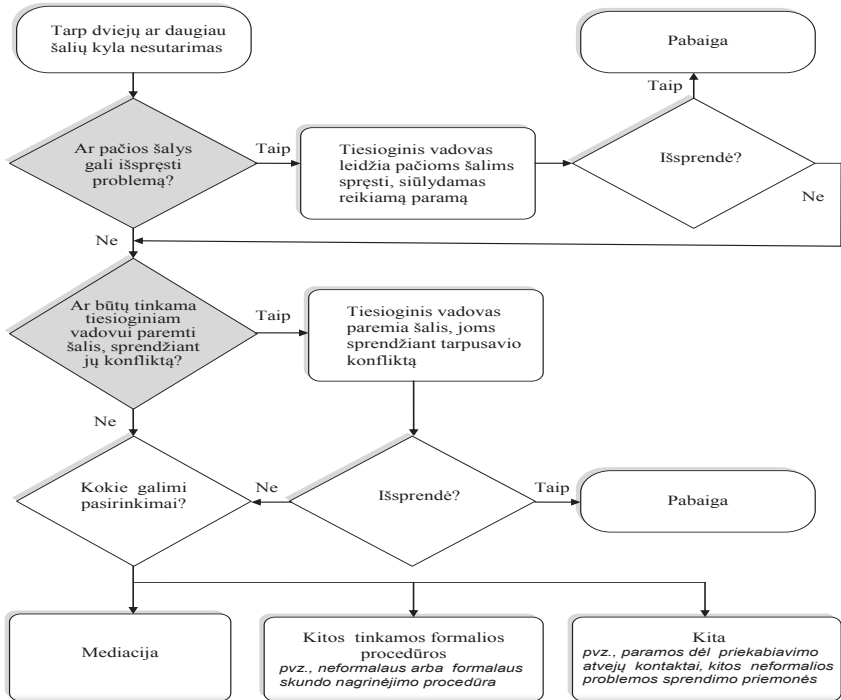 Tarp dviejų ar daugiau
šalių kyla nesutarimas
Pabaiga
Taip
Ar pačios šalys
gali išspręsti
problemą?
Taip
Tiesioginis vadovas
leidžia pačioms šalims
spręsti, siūlydamas
reikiamą paramą
Išsprendė?
Ne
Ne
Ar būtų tinkama
tiesioginiam
vadovui paremti
šalis, sprendžiant
jų konfliktą?
Taip
Tiesioginis vadovas
paremia šalis, joms
sprendžiant tarpusavio
konfliktą
Ne
Kokie galimi
pasirinkimai?
Ne
Išsprendė?
Taip
Pabaiga
Mediacija
Kitos tinkamos formalios
procedūros
pvz., neformalaus arba formalaus
skundo nagrinėjimo procedūra
Kita
pvz., paramos dėl priekabiavimo
atvejų kontaktai, kitos neformalios
problemos sprendimo priemonės